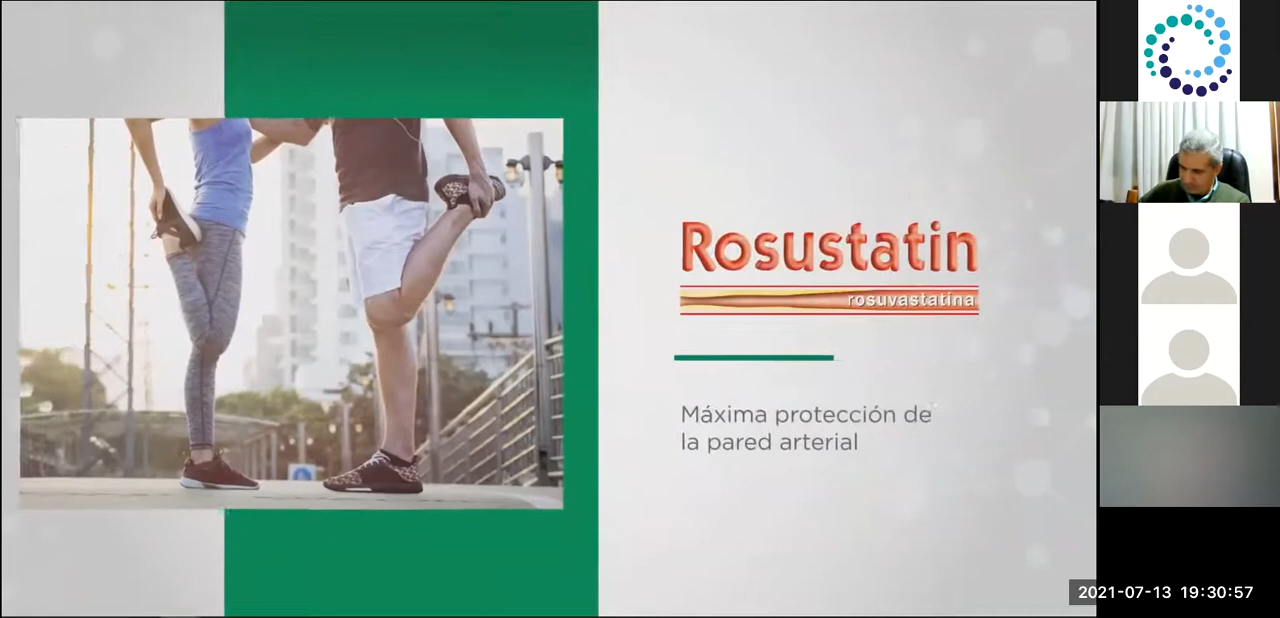 Rosustatin
rosuvastatina
Máxima protección de
la pared arterial
2021-07-13 19:30:57